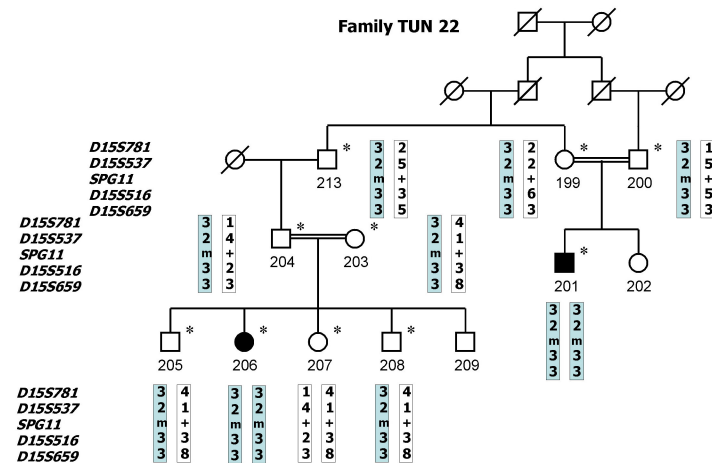 Family TUN 22
D15S781 3 2 3 2 3 1
D15S537 * 2 5 2 2 * * 2 5
SPG11 m + m + m +
D15S516 213 3 3 199 3 6 200 3 5
D15S659 3 5 3 3 3 3
D15S781 3 1 3 4
D15S537 2 4 * * 2 1 *
SPG11 m + m +
D15S516 3 2 204 203 3 3 201 202
D15S659 3 3 3 8
3 3
2 2
m m
3 3
3 3
* * * *
205 206 207 208 209
D15S781 3 4 3 3 1 4 3 4
D15S537 2 1 2 2 4 1 2 1
SPG11 m + m m + + m +
D15S516 3 3 3 3 2 3 3 3
D15S659 3 8 3 3 3 8 3 8